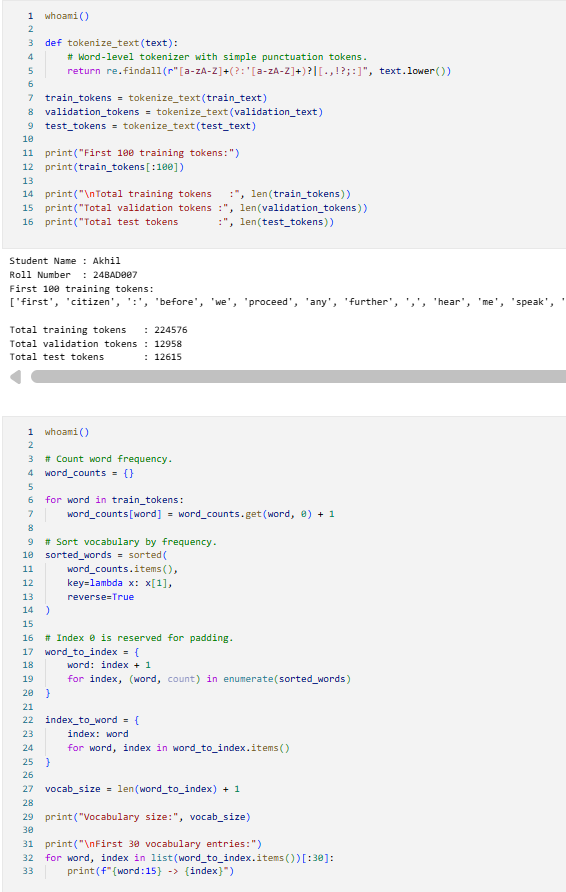 1 whoami()
2
3 def tokenize_text(text):
4     # Word-level tokenizer with simple punctuation tokens.
5     return re.findall(r"[a-zA-Z]+(?:'[a-zA-Z]+)?|[.,!?;:]", text.lower())
6
7 train_tokens = tokenize_text(train_text)
8 validation_tokens = tokenize_text(validation_text)
9 test_tokens = tokenize_text(test_text)
10
11 print("First 100 training tokens:")
12 print(train_tokens[:100])
13
14 print("\nTotal training tokens   :", len(train_tokens))
15 print("Total validation tokens :", len(validation_tokens))
16 print("Total test tokens       :", len(test_tokens))
Student Name : Akhil
Roll Number  : 24BAD007
First 100 training tokens:
['first', 'citizen', ':', 'before', 'we', 'proceed', 'any', 'further', ',', 'hear', 'me', 'speak', '
Total training tokens   : 224576
Total validation tokens : 12958
Total test tokens       : 12615
1 whoami()
2
3 # Count word frequency.
4 word_counts = {}
5
6 for word in train_tokens:
7     word_counts[word] = word_counts.get(word, 0) + 1
8
9 # Sort vocabulary by frequency.
10 sorted_words = sorted(
11     word_counts.items(),
12     key=lambda x: x[1],
13     reverse=True
14 )
15
16 # Index 0 is reserved for padding.
17 word_to_index = {
18     word: index + 1
19     for index, (word, count) in enumerate(sorted_words)
20 }
21
22 index_to_word = {
23     index: word
24     for word, index in word_to_index.items()
25 }
26
27 vocab_size = len(word_to_index) + 1
28
29 print("Vocabulary size:", vocab_size)
30
31 print("\nFirst 30 vocabulary entries:")
32 for word, index in list(word_to_index.items())[:30]:
33     print(f"{word:15} -> {index}")